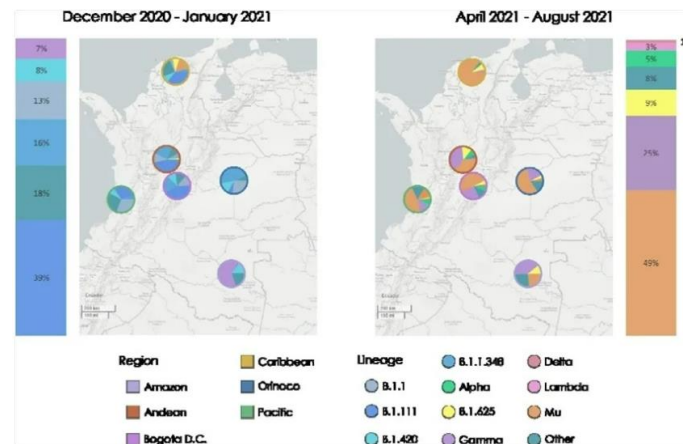 December 2020 - January 2021
April 2021 - August 2021
7%
8%
13%
16%
18%
39%
3%
5%
8%
9%
25%
49%
Region
Amazon
Andean
Bogota D.C.
Caribbean
Orinoco
Pacific
Lineage
B.1.1
B.1.111
B.1.420
B.1.1.348
Alpha
B.1.625
Gamma
Delta
Lambda
Mu
Other